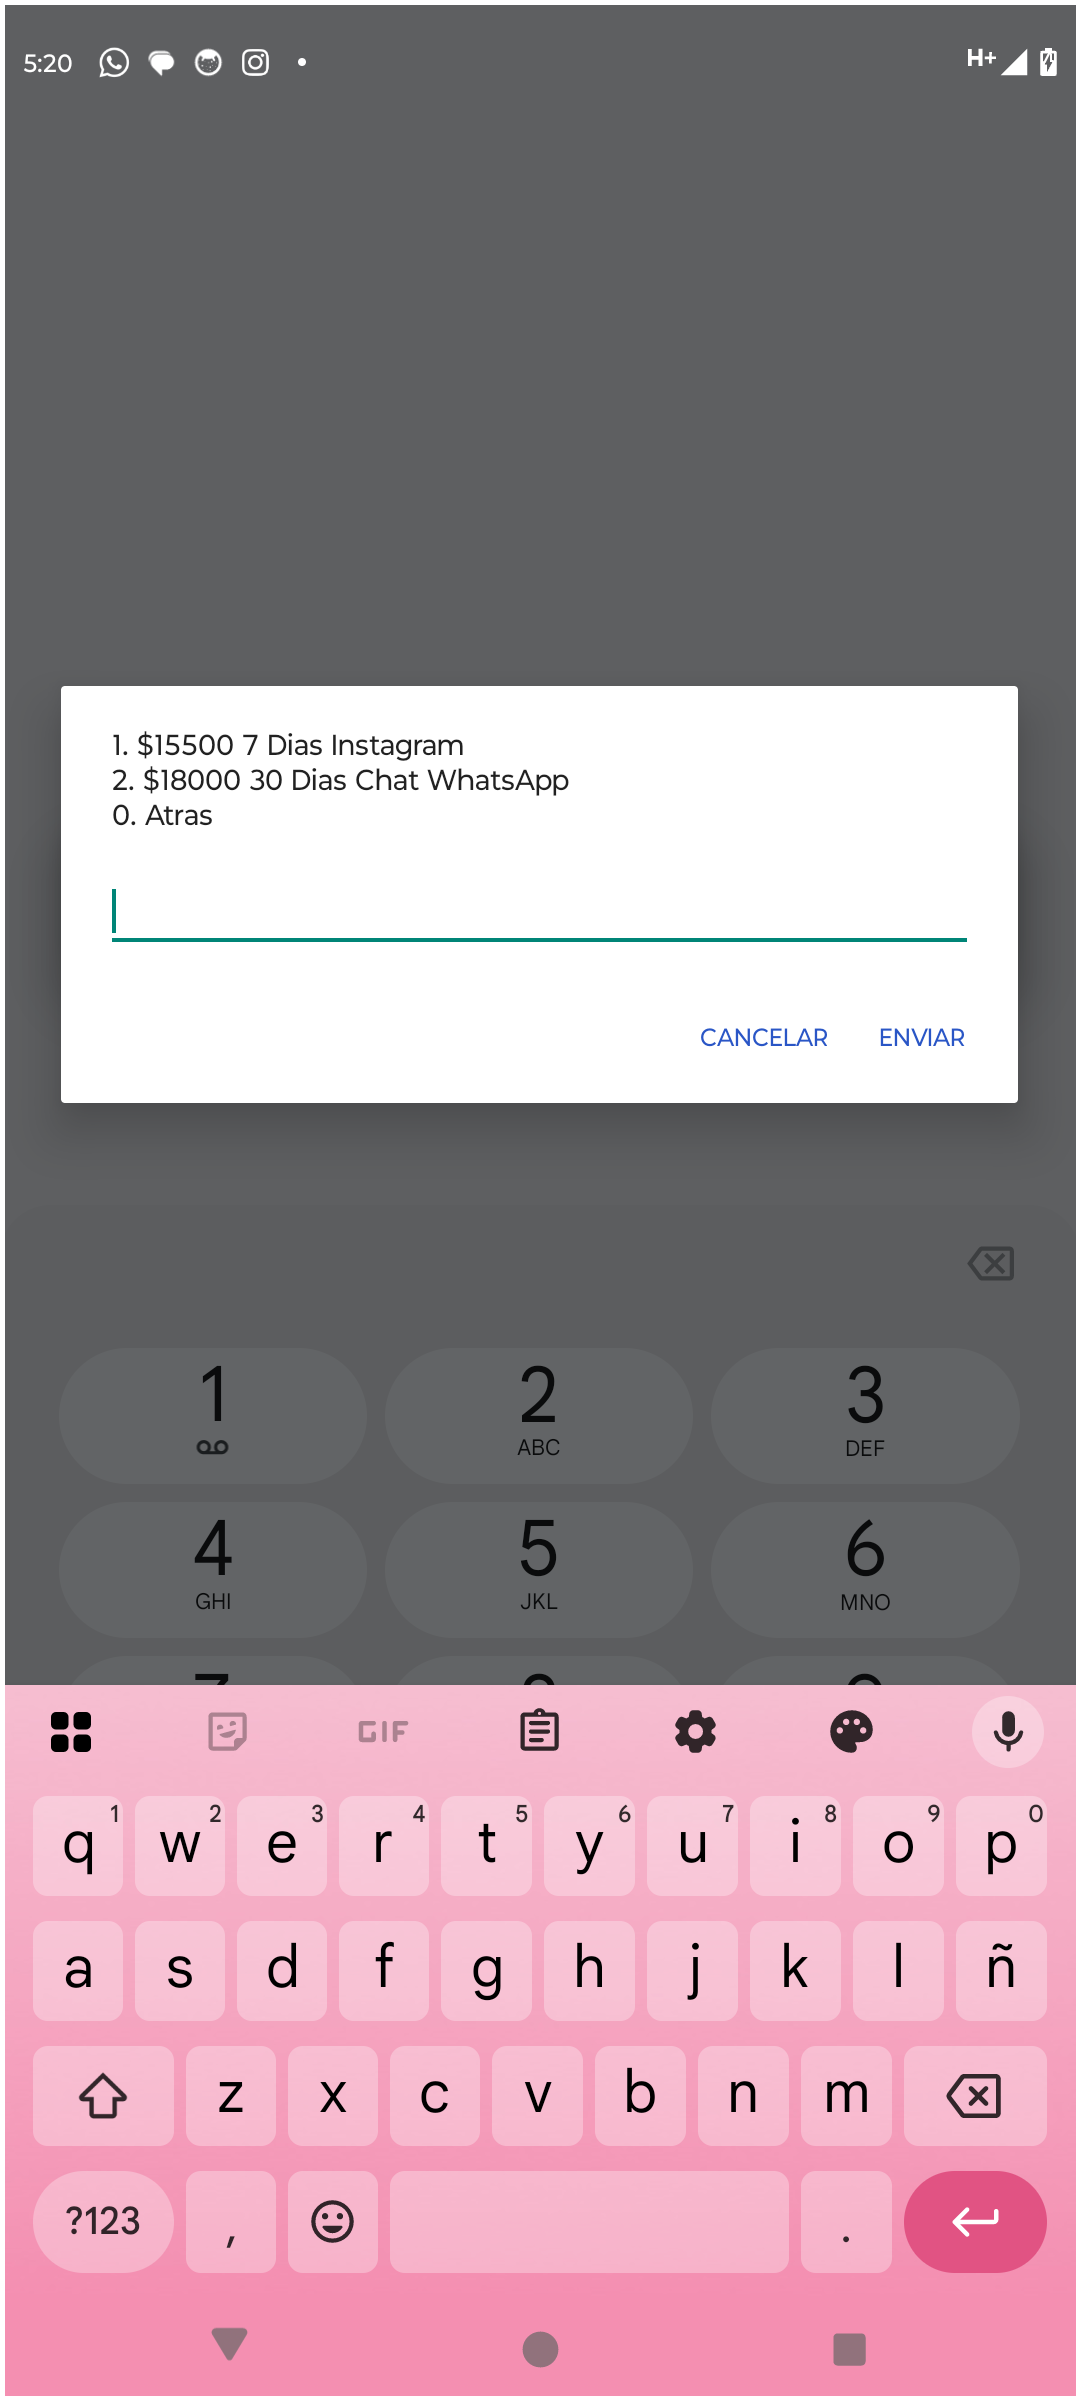 5:20 H+
1. $15500 7 Dias Instagram
2. $18000 30 Dias Chat WhatsApp
0. Atras
CANCELAR ENVIAR
1 2 3
ABC DEF
4 5 6
GHI JKL MNO
GIF
1 2 3 4 5 6 7 8 9 0
q w e r t y u i o p
a s d f g h j k l ñ
z x c v b n m
?123 , .